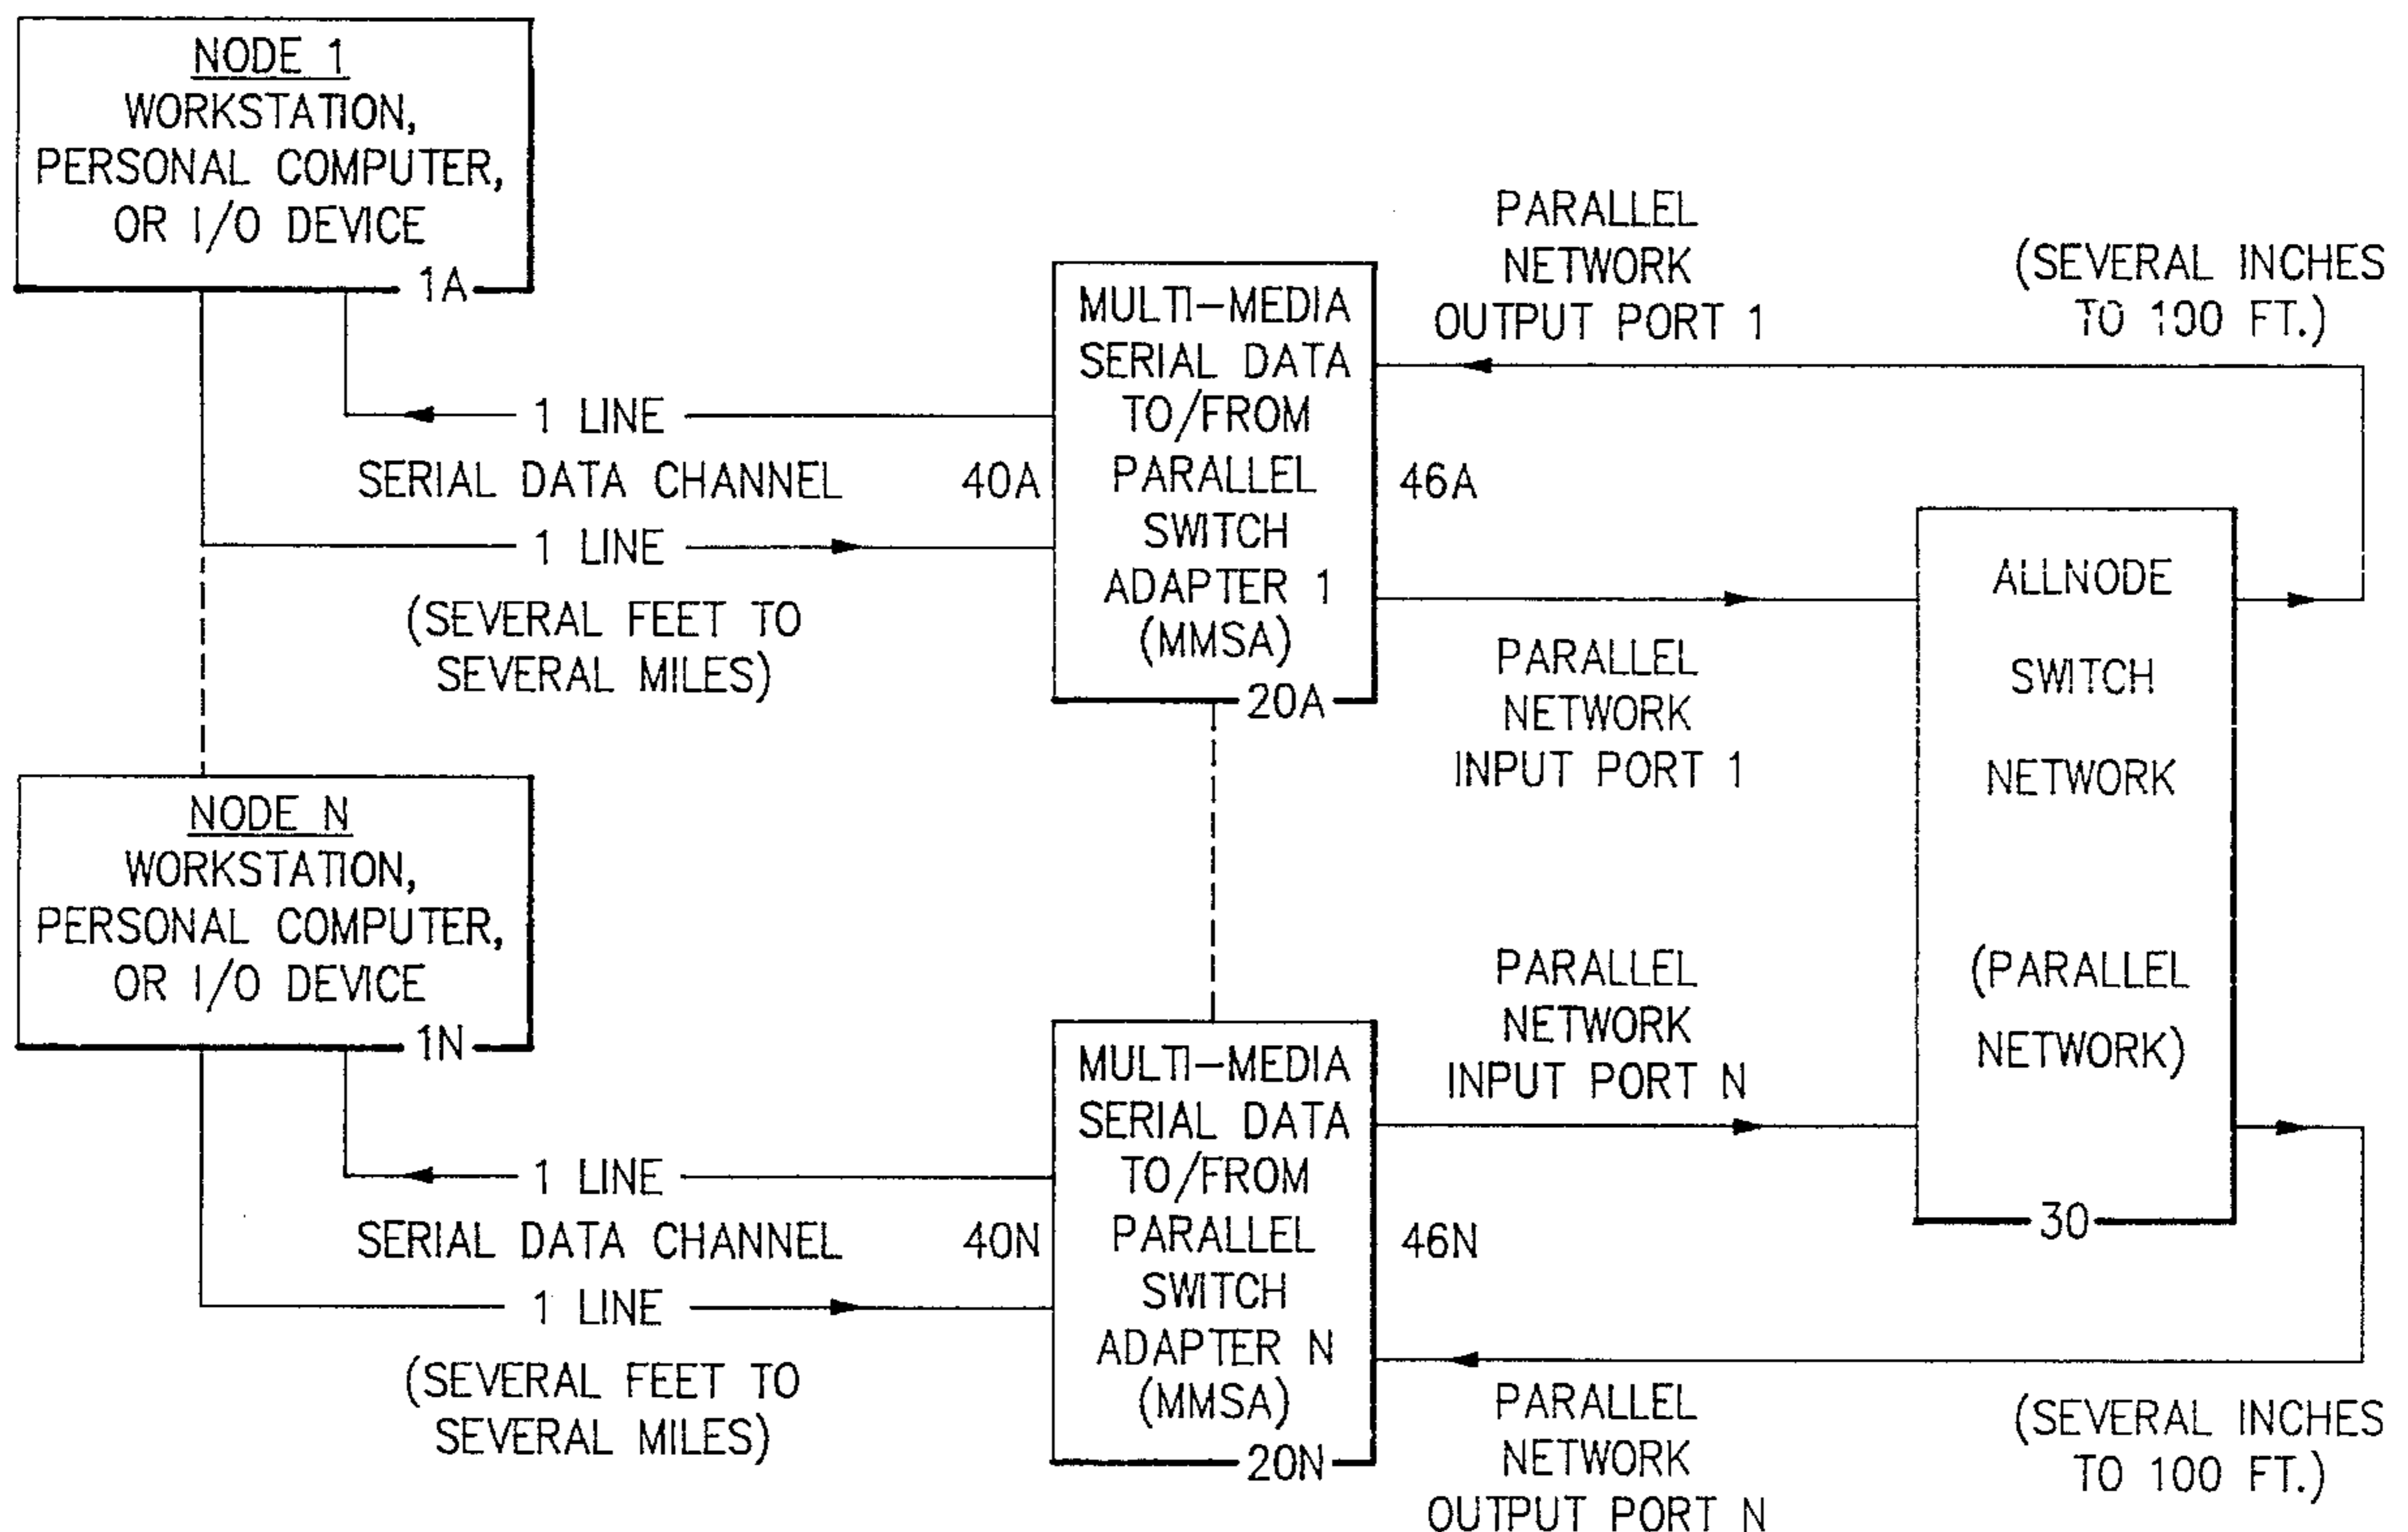 NODE 1
WORKSTATION,
PERSONAL COMPUTER,
OR I/O DEVICE
1A
1 LINE
SERIAL DATA CHANNEL
1 LINE
(SEVERAL FEET TO
SEVERAL MILES)
40A
MULTI-MEDIA
SERIAL DATA
TO/FROM
PARALLEL
SWITCH
ADAPTER 1
(MMSA)
20A
46A
PARALLEL
NETWORK
OUTPUT PORT 1
(SEVERAL INCHES
TO 100 FT.)
PARALLEL
NETWORK
INPUT PORT 1
ALLNODE
SWITCH
NETWORK
(PARALLEL
NETWORK)
30
NODE N
WORKSTATION,
PERSONAL COMPUTER,
OR I/O DEVICE
1N
1 LINE
SERIAL DATA CHANNEL
1 LINE
(SEVERAL FEET TO
SEVERAL MILES)
40N
MULTI-MEDIA
SERIAL DATA
TO/FROM
PARALLEL
SWITCH
ADAPTER N
(MMSA)
20N
46N
PARALLEL
NETWORK
INPUT PORT N
PARALLEL
NETWORK
OUTPUT PORT N
(SEVERAL INCHES
TO 100 FT.)